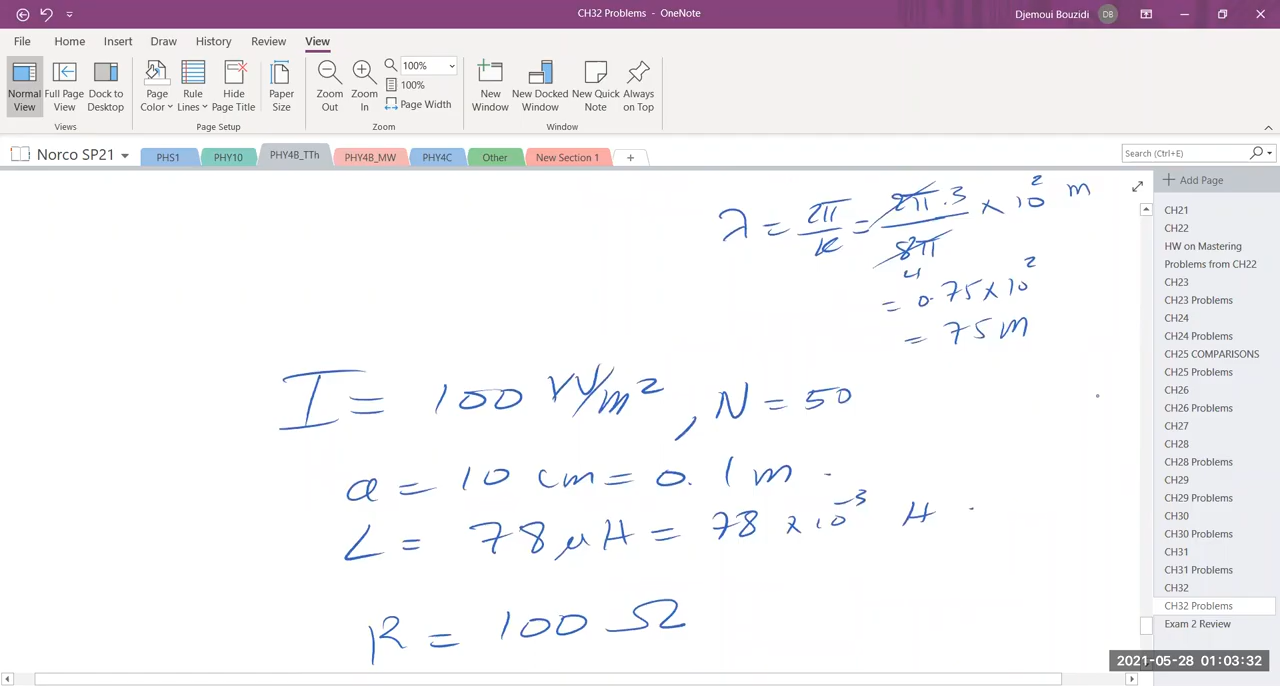 CH32 Problems - OneNote
Djemoui Bouzidi DB
File Home Insert Draw History Review View
Normal View
Full Page View
Dock to Desktop
Views
Page Color
Rule Lines
Hide Page Title
Paper Size
Page Setup
Zoom Out
Zoom In
100%
100%
Page Width
Zoom
New Window
New Docked Window
New Quick Note
Always on Top
Window
Norco SP21
PHS1 PHY10 PHY4B_TTh PHY4B_MW PHY4C Other New Section 1 +
Search (Ctrl+E)
Add Page
CH21
CH22
HW on Mastering
Problems from CH22
CH23
CH23 Problems
CH24
CH24 Problems
CH25 COMPARISONS
CH25 Problems
CH26
CH26 Problems
CH27
CH28
CH28 Problems
CH29
CH29 Problems
CH30
CH30 Problems
CH31
CH31 Problems
CH32
CH32 Problems
Exam 2 Review
λ = 2π/k = 2π·3/8π × 10² m
4
= 0.75 × 10²
= 75 m
I = 100 W/m², N = 50
a = 10 cm = 0.1 m
L = 78 μH = 78 × 10⁻³ H
R = 100 Ω
2021-05-28 01:03:32